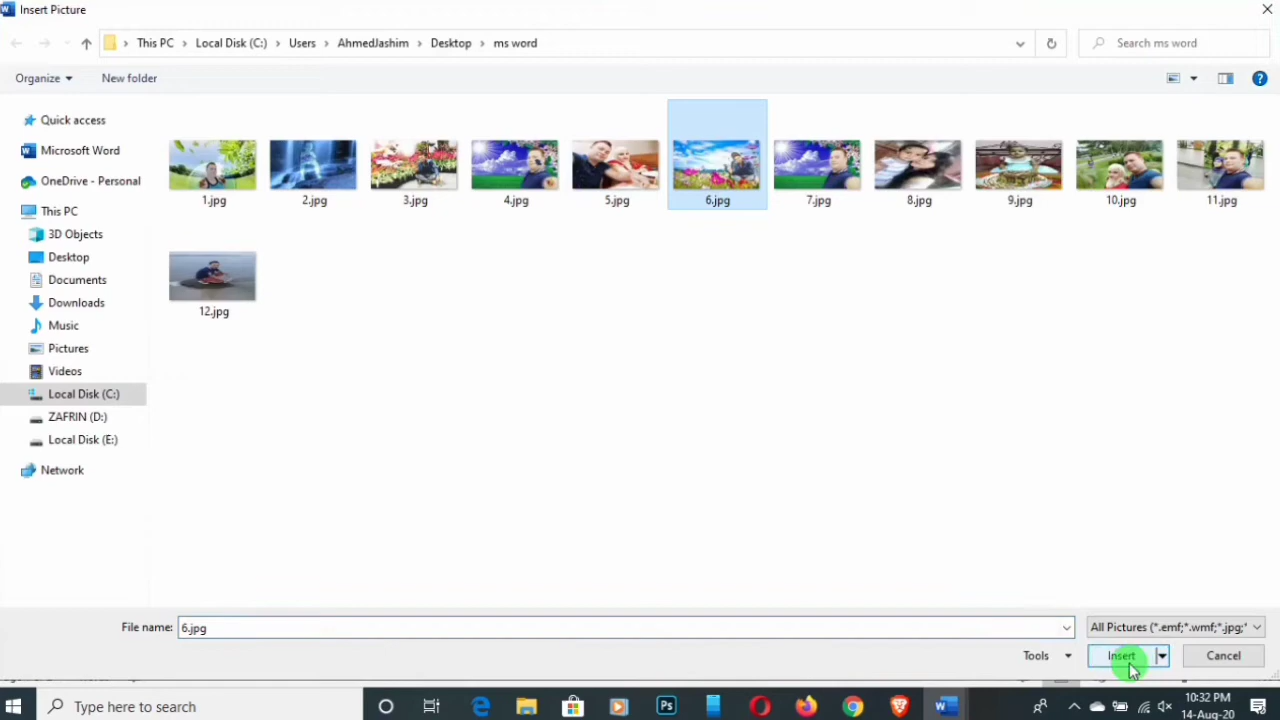 Insert Picture
This PC > Local Disk (C:) > Users > AhmedJashim > Desktop > ms word
Search ms word
Organize
New folder
Quick access
Microsoft Word
OneDrive - Personal
This PC
3D Objects
Desktop
Documents
Downloads
Music
Pictures
Videos
Local Disk (C:)
ZAFRIN (D:)
Local Disk (E:)
Network
1.jpg
2.jpg
3.jpg
4.jpg
5.jpg
6.jpg
7.jpg
8.jpg
9.jpg
10.jpg
11.jpg
12.jpg
File name: 6.jpg
All Pictures (*.emf;*.wmf;*.jpg;*
Tools
Insert
Cancel
Type here to search
Ps
10:32 PM
14-Aug-20